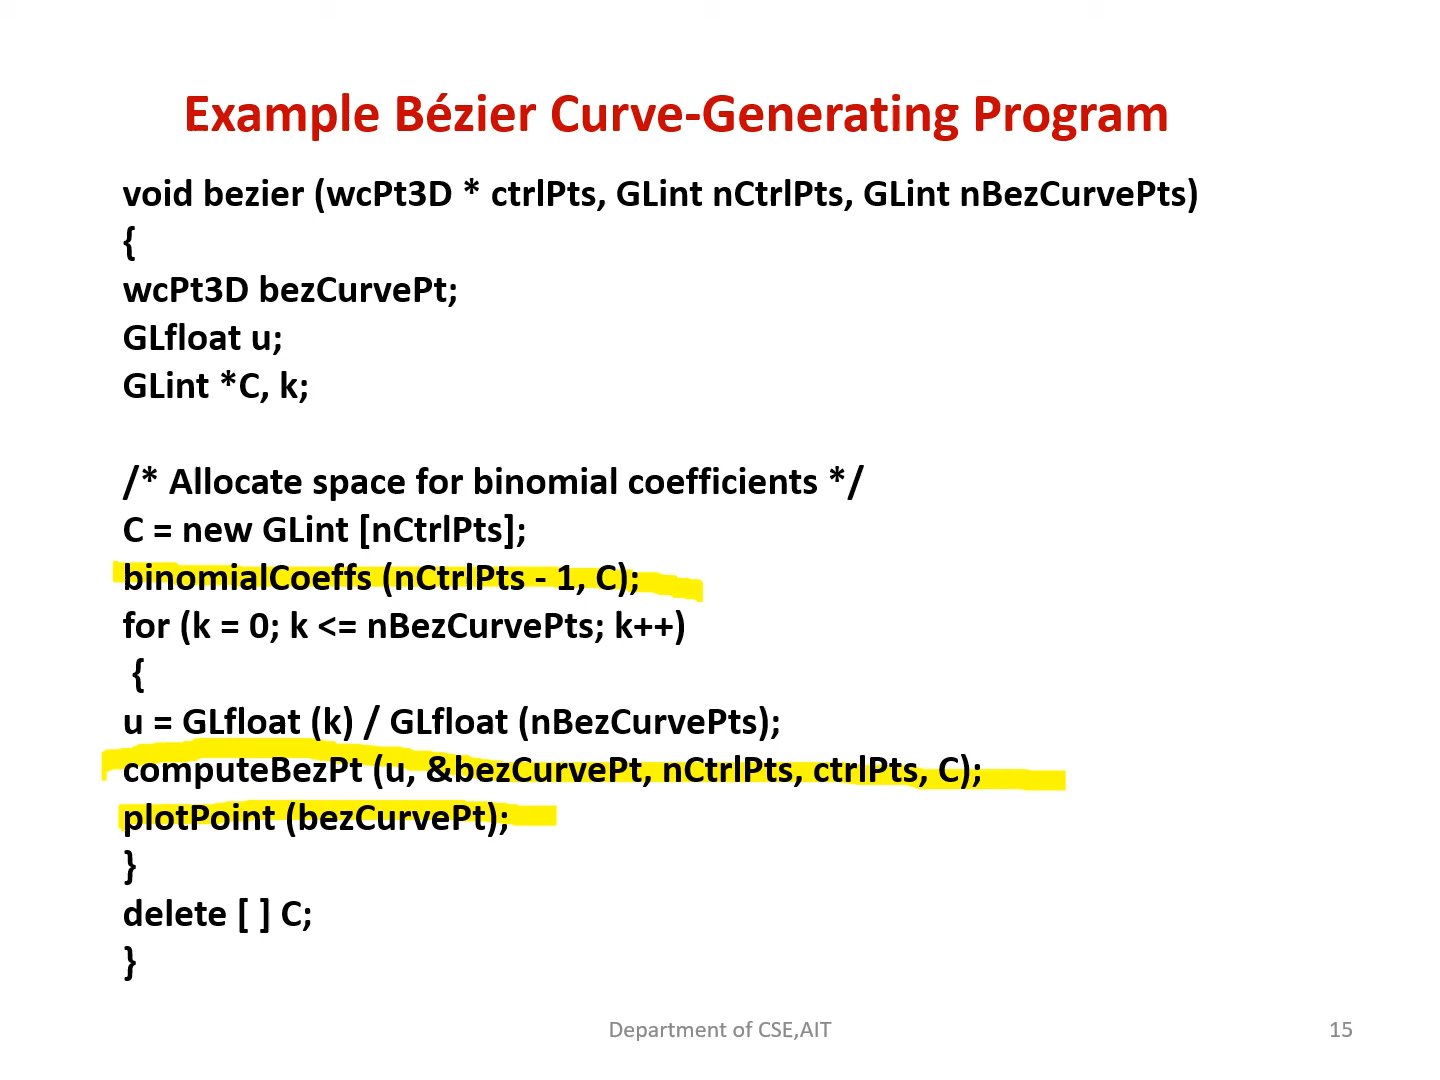 Example Bézier Curve-Generating Program
void bezier (wcPt3D * ctrlPts, GLint nCtrlPts, GLint nBezCurvePts)
{
wcPt3D bezCurvePt;
GLfloat u;
GLint *C, k;
/* Allocate space for binomial coefficients */
C = new GLint [nCtrlPts];
binomialCoeffs (nCtrlPts - 1, C);
for (k = 0; k <= nBezCurvePts; k++)
{
u = GLfloat (k) / GLfloat (nBezCurvePts);
computeBezPt (u, &bezCurvePt, nCtrlPts, ctrlPts, C);
plotPoint (bezCurvePt);
}
delete [ ] C;
}
Department of CSE,AIT
15